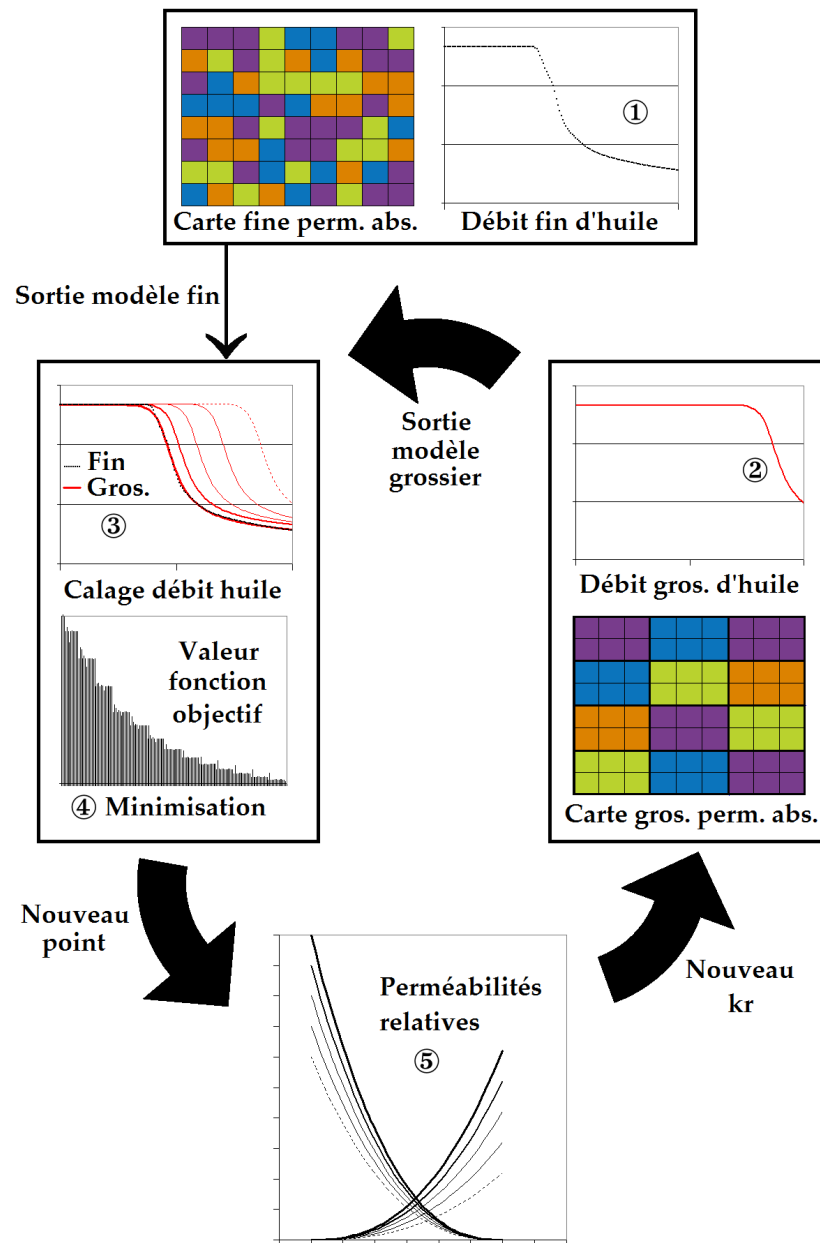 ①
Carte fine perm. abs.
Débit fin d'huile
Sortie modèle fin
Sortie
modèle
grossier
Fin
Gros.
③
Calage débit huile
Valeur
fonction
objectif
④ Minimisation
②
Débit gros. d'huile
Carte gros. perm. abs.
Nouveau
point
Perméabilités
relatives
⑤
Nouveau
kr